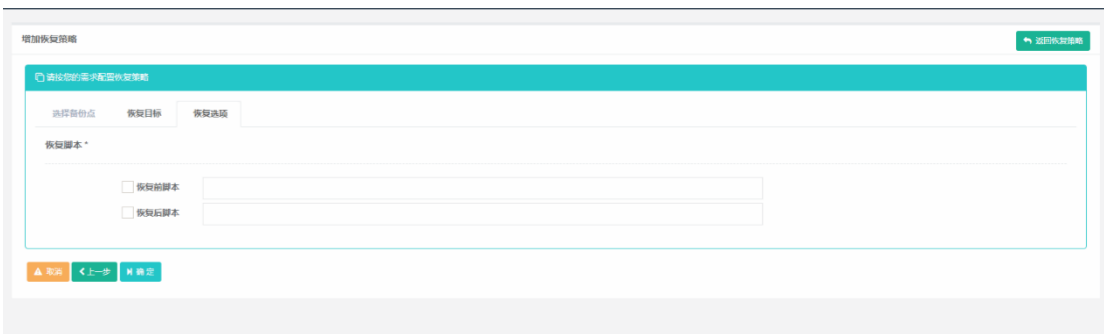 增加恢复策略
返回恢复策略
请按您的需求配置恢复策略
选择备份点 恢复目标 恢复选项
恢复脚本 *
恢复前脚本
恢复后脚本
取消 上一步 确定